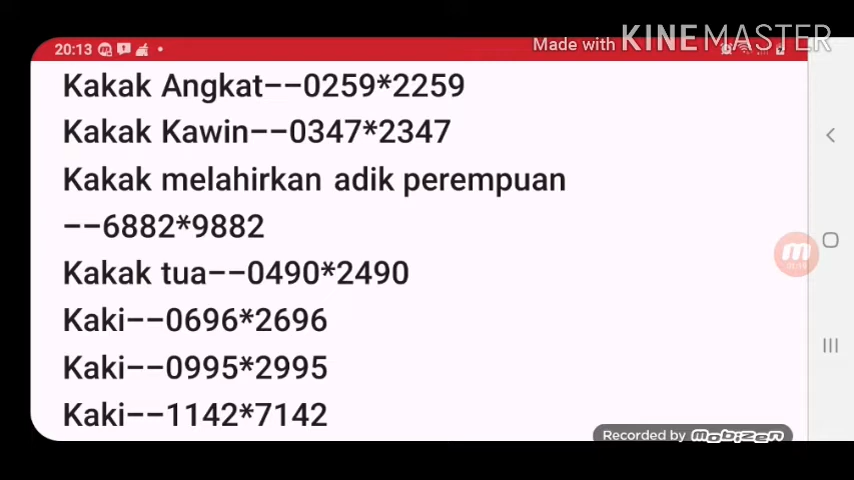 20:13
Made with KINEMASTER
Kakak Angkat--0259*2259
Kakak Kawin--0347*2347
Kakak melahirkan adik perempuan
--6882*9882
Kakak tua--0490*2490
Kaki--0696*2696
Kaki--0995*2995
Kaki--1142*7142
Recorded by mobizen